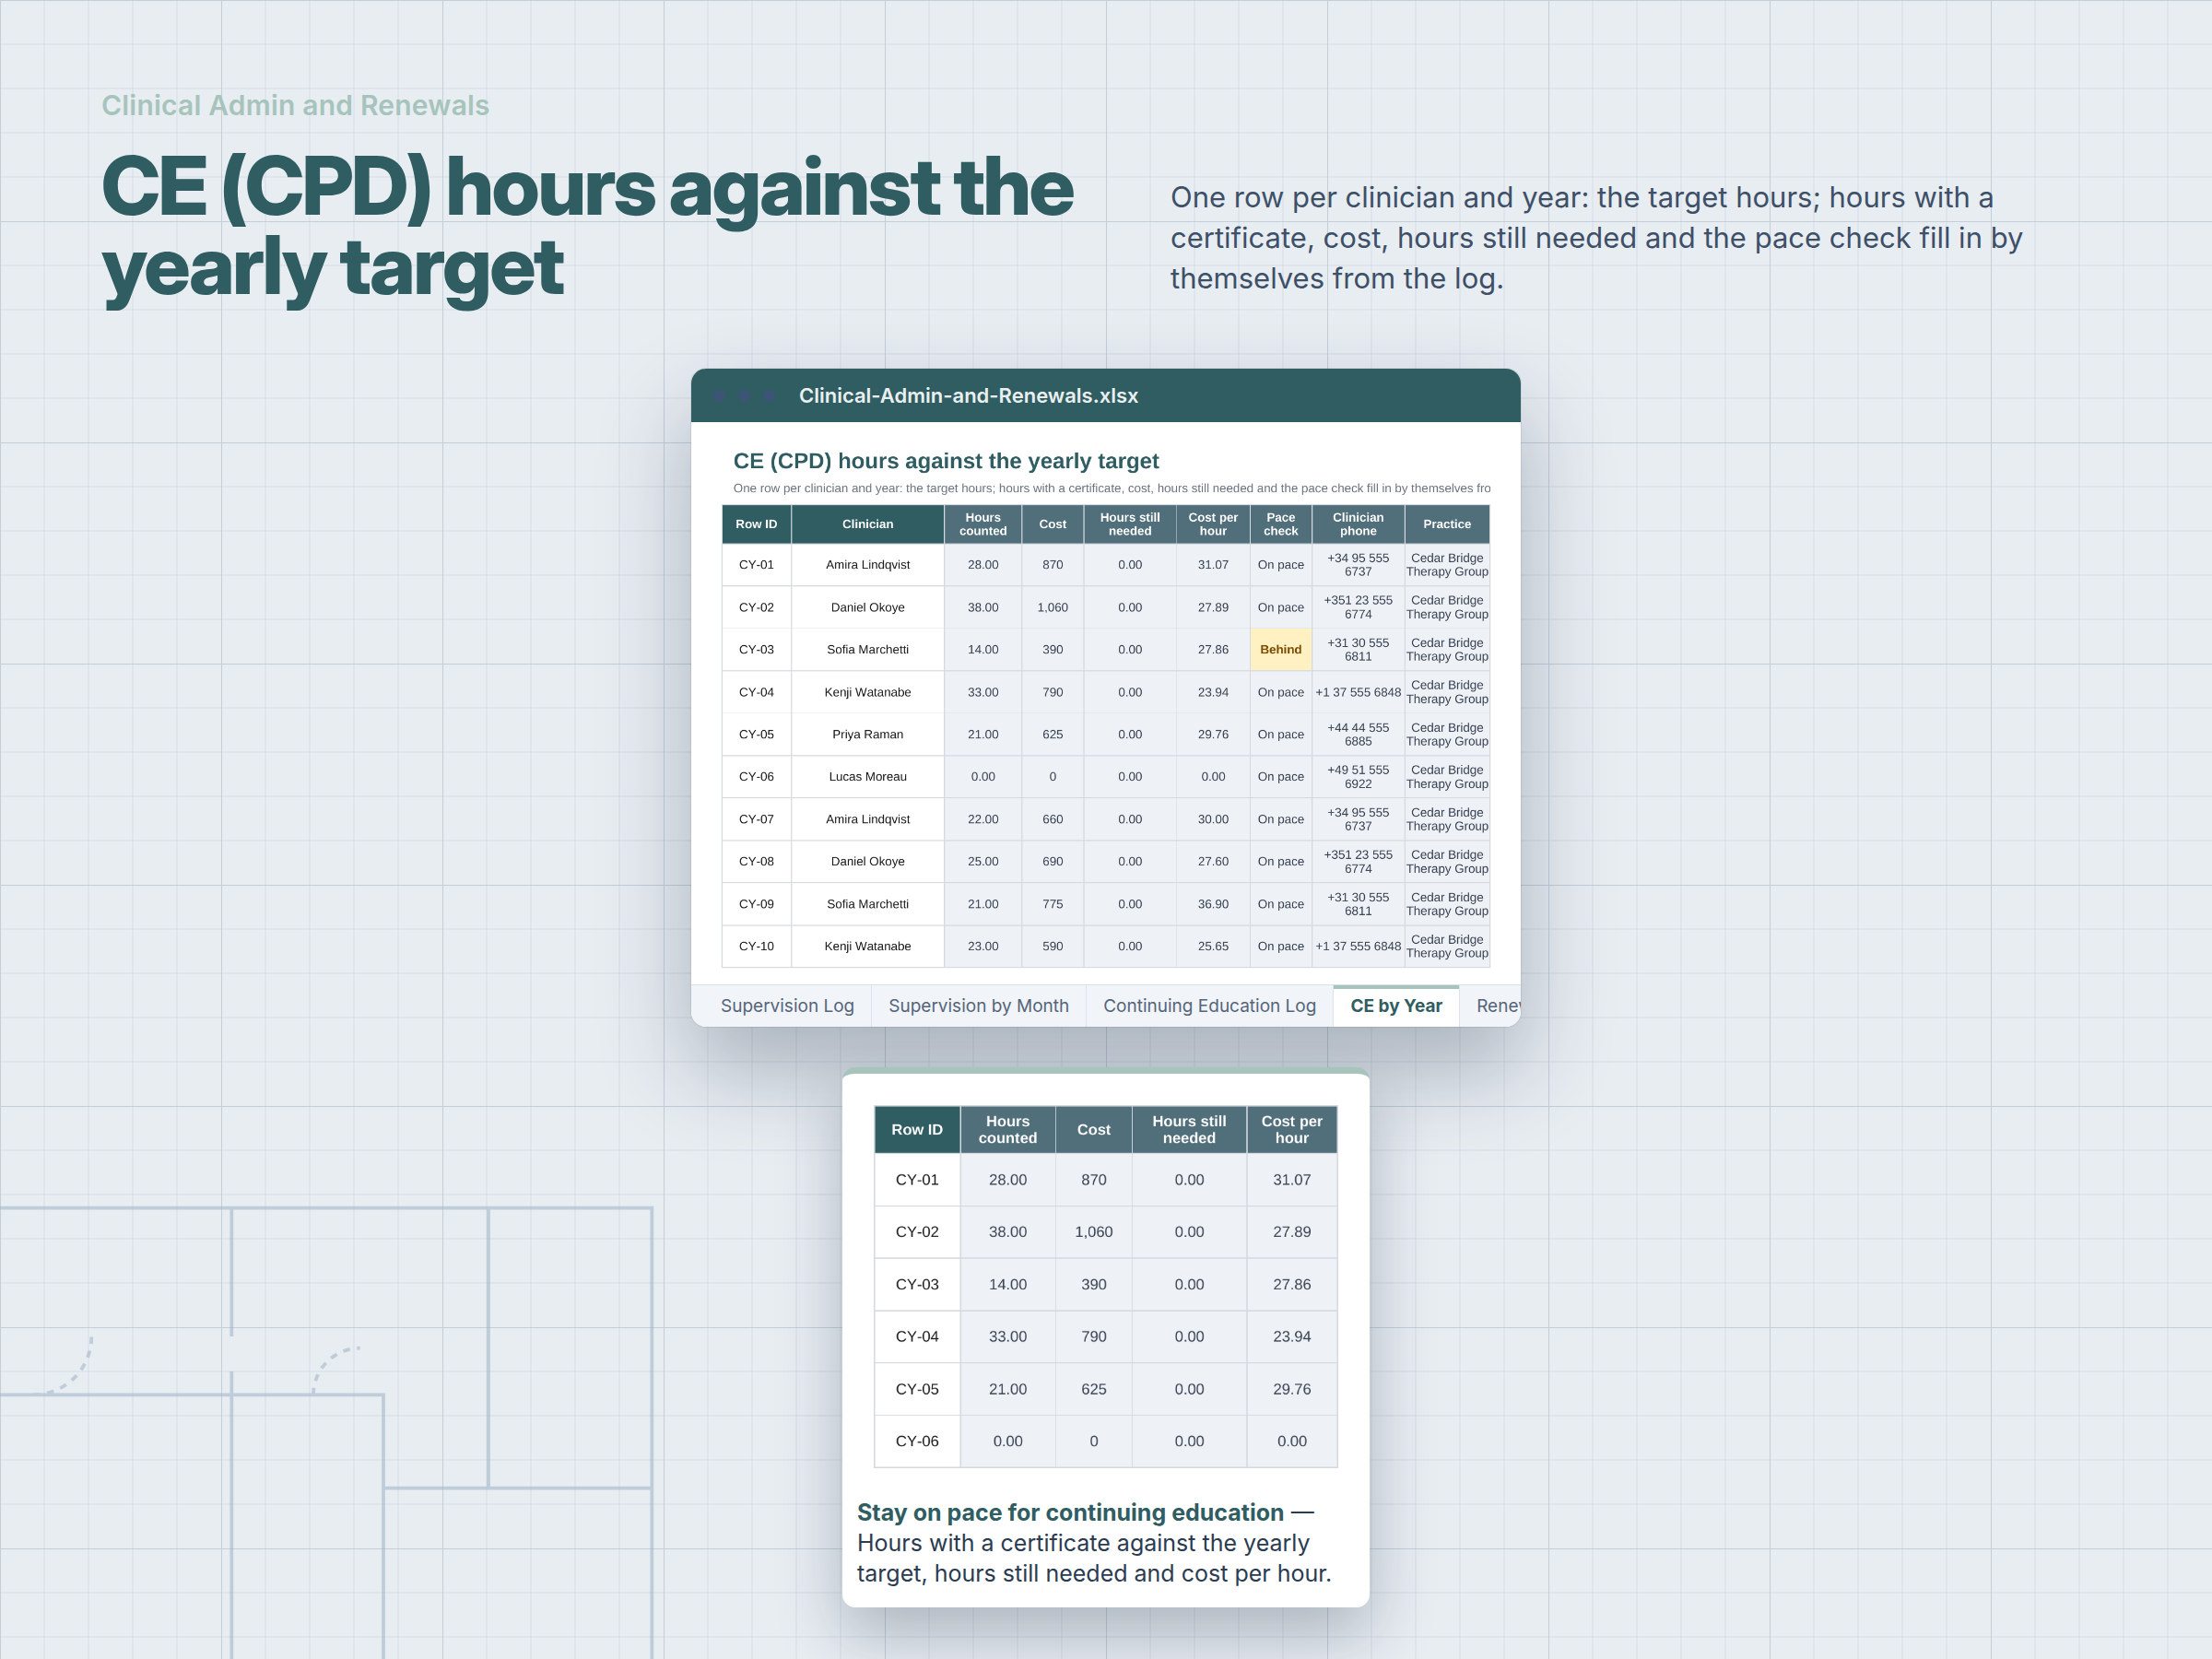 Clinical Admin and Renewals
CE (CPD) hours against the
yearly target
One row per clinician and year: the target hours; hours with a
certificate, cost, hours still needed and the pace check fill in by
themselves from the log.
Clinical-Admin-and-Renewals.xlsx
CE (CPD) hours against the yearly target
One row per clinician and year: the target hours; hours with a certificate, cost, hours still needed and the pace check fill in by themselves fro
Row ID Clinician Hours counted Cost Hours still needed Cost per hour Pace check Clinician phone Practice
CY-01 Amira Lindqvist 28.00 870 0.00 31.07 On pace +34 95 555 6737 Cedar Bridge Therapy Group
CY-02 Daniel Okoye 38.00 1,060 0.00 27.89 On pace +351 23 555 6774 Cedar Bridge Therapy Group
CY-03 Sofia Marchetti 14.00 390 0.00 27.86 Behind +31 30 555 6811 Cedar Bridge Therapy Group
CY-04 Kenji Watanabe 33.00 790 0.00 23.94 On pace +1 37 555 6848 Cedar Bridge Therapy Group
CY-05 Priya Raman 21.00 625 0.00 29.76 On pace +44 44 555 6885 Cedar Bridge Therapy Group
CY-06 Lucas Moreau 0.00 0 0.00 0.00 On pace +49 51 555 6922 Cedar Bridge Therapy Group
CY-07 Amira Lindqvist 22.00 660 0.00 30.00 On pace +34 95 555 6737 Cedar Bridge Therapy Group
CY-08 Daniel Okoye 25.00 690 0.00 27.60 On pace +351 23 555 6774 Cedar Bridge Therapy Group
CY-09 Sofia Marchetti 21.00 775 0.00 36.90 On pace +31 30 555 6811 Cedar Bridge Therapy Group
CY-10 Kenji Watanabe 23.00 590 0.00 25.65 On pace +1 37 555 6848 Cedar Bridge Therapy Group
Supervision Log Supervision by Month Continuing Education Log CE by Year Renew
Row ID Hours counted Cost Hours still needed Cost per hour
CY-01 28.00 870 0.00 31.07
CY-02 38.00 1,060 0.00 27.89
CY-03 14.00 390 0.00 27.86
CY-04 33.00 790 0.00 23.94
CY-05 21.00 625 0.00 29.76
CY-06 0.00 0 0.00 0.00
Stay on pace for continuing education —
Hours with a certificate against the yearly
target, hours still needed and cost per hour.